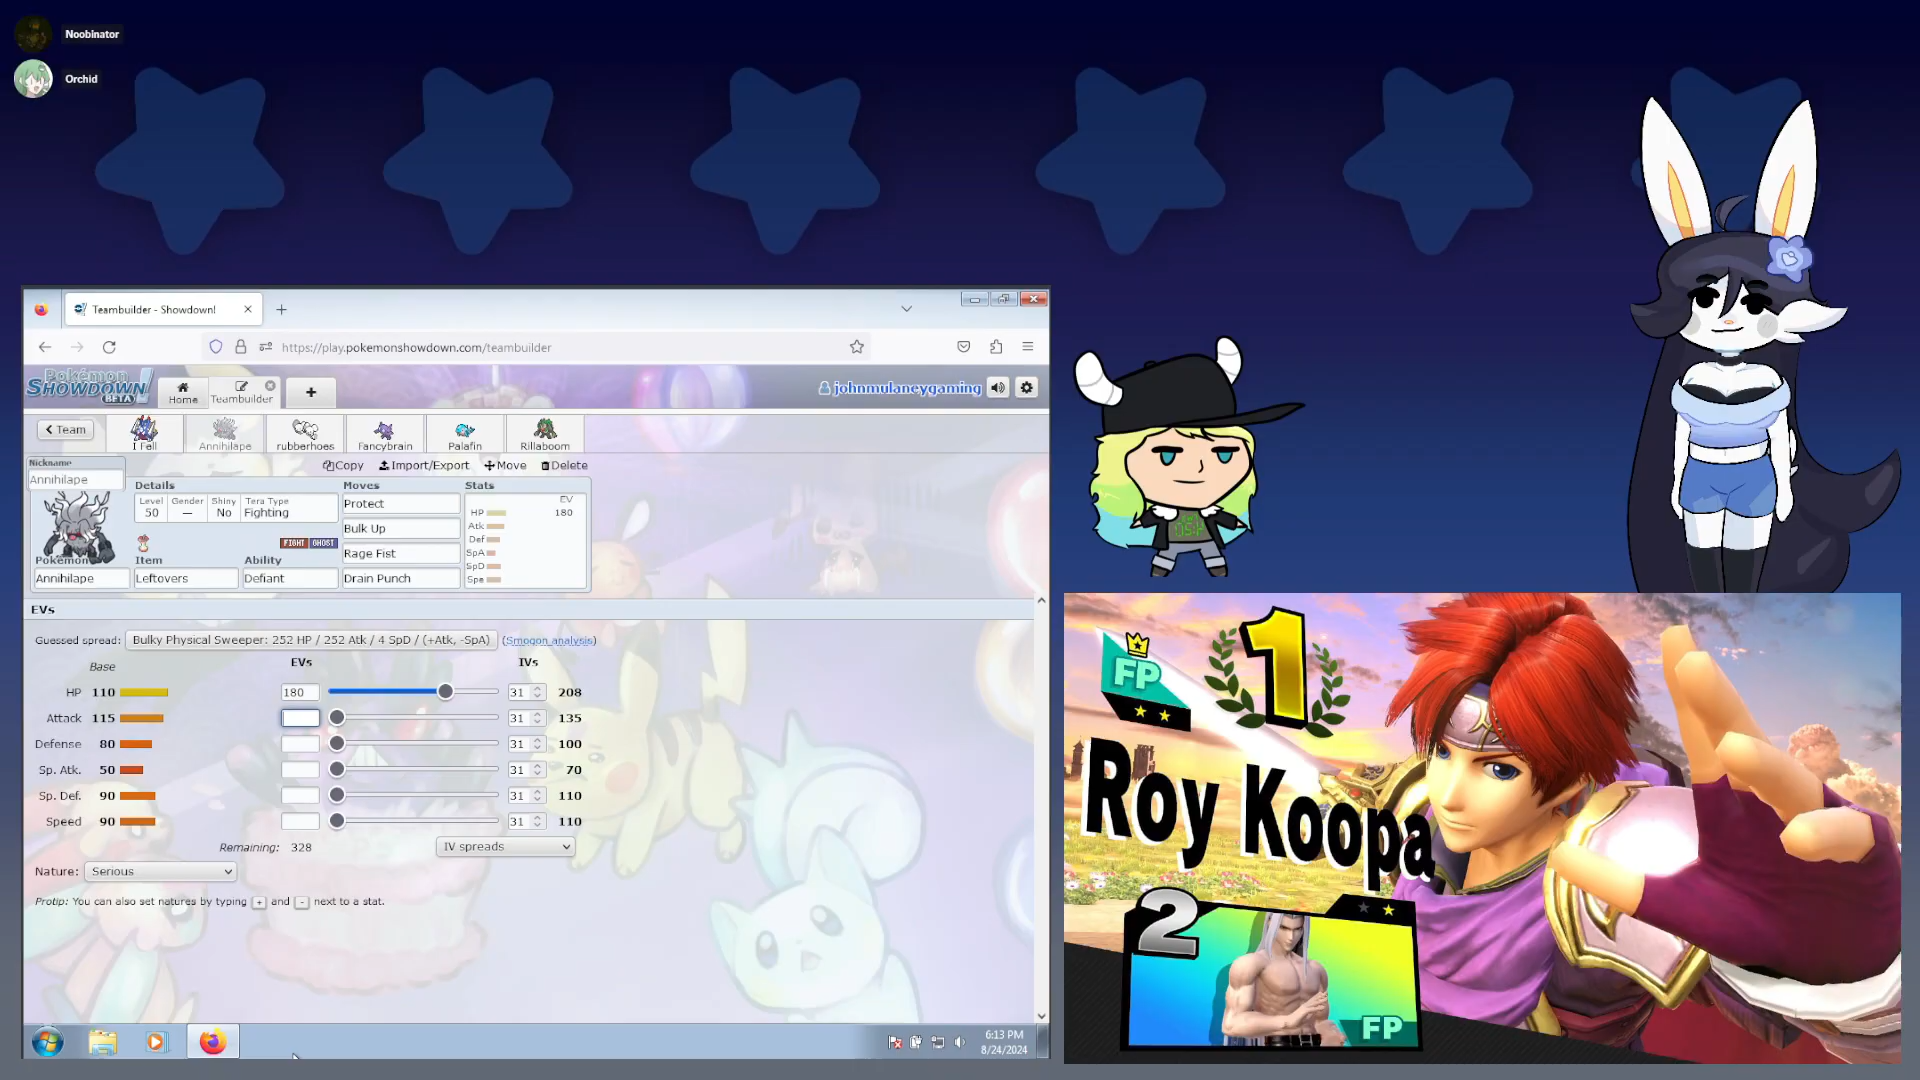 Noobinator
Orchid
Teambuilder - Showdown!
https://play.pokemonshowdown.com/teambuilder
Pokémon
SHOWDOWN!
BETA
Home
Teambuilder
johnmulaneygaming
Team
I Fell
Annihilape
rubberhoes
Fancybrain
Palafin
Rillaboom
Copy
Import/Export
Move
Delete
Nickname
Annihilape
Details
Moves
Stats
Level
Gender
Shiny
Tera Type
50
—
No
Fighting
Protect
Bulk Up
Rage Fist
Drain Punch
EV
HP
180
Atk
Def
SpA
SpD
Spe
FIGHT
GHOST
Pokémon
Item
Ability
Annihilape
Leftovers
Defiant
EVs
Guessed spread: Bulky Physical Sweeper: 252 HP / 252 Atk / 4 SpD / (+Atk, -SpA) (Smogon analysis)
Base
EVs
IVs
HP 110 180 31 208
Attack 115 31 135
Defense 80 31 100
Sp. Atk. 50 31 70
Sp. Def. 90 31 110
Speed 90 31 110
Remaining: 328
IV spreads
Nature: Serious
Protip: You can also set natures by typing + and - next to a stat.
6:13 PM
8/24/2024
FP
1
Roy Koopa
2
FP